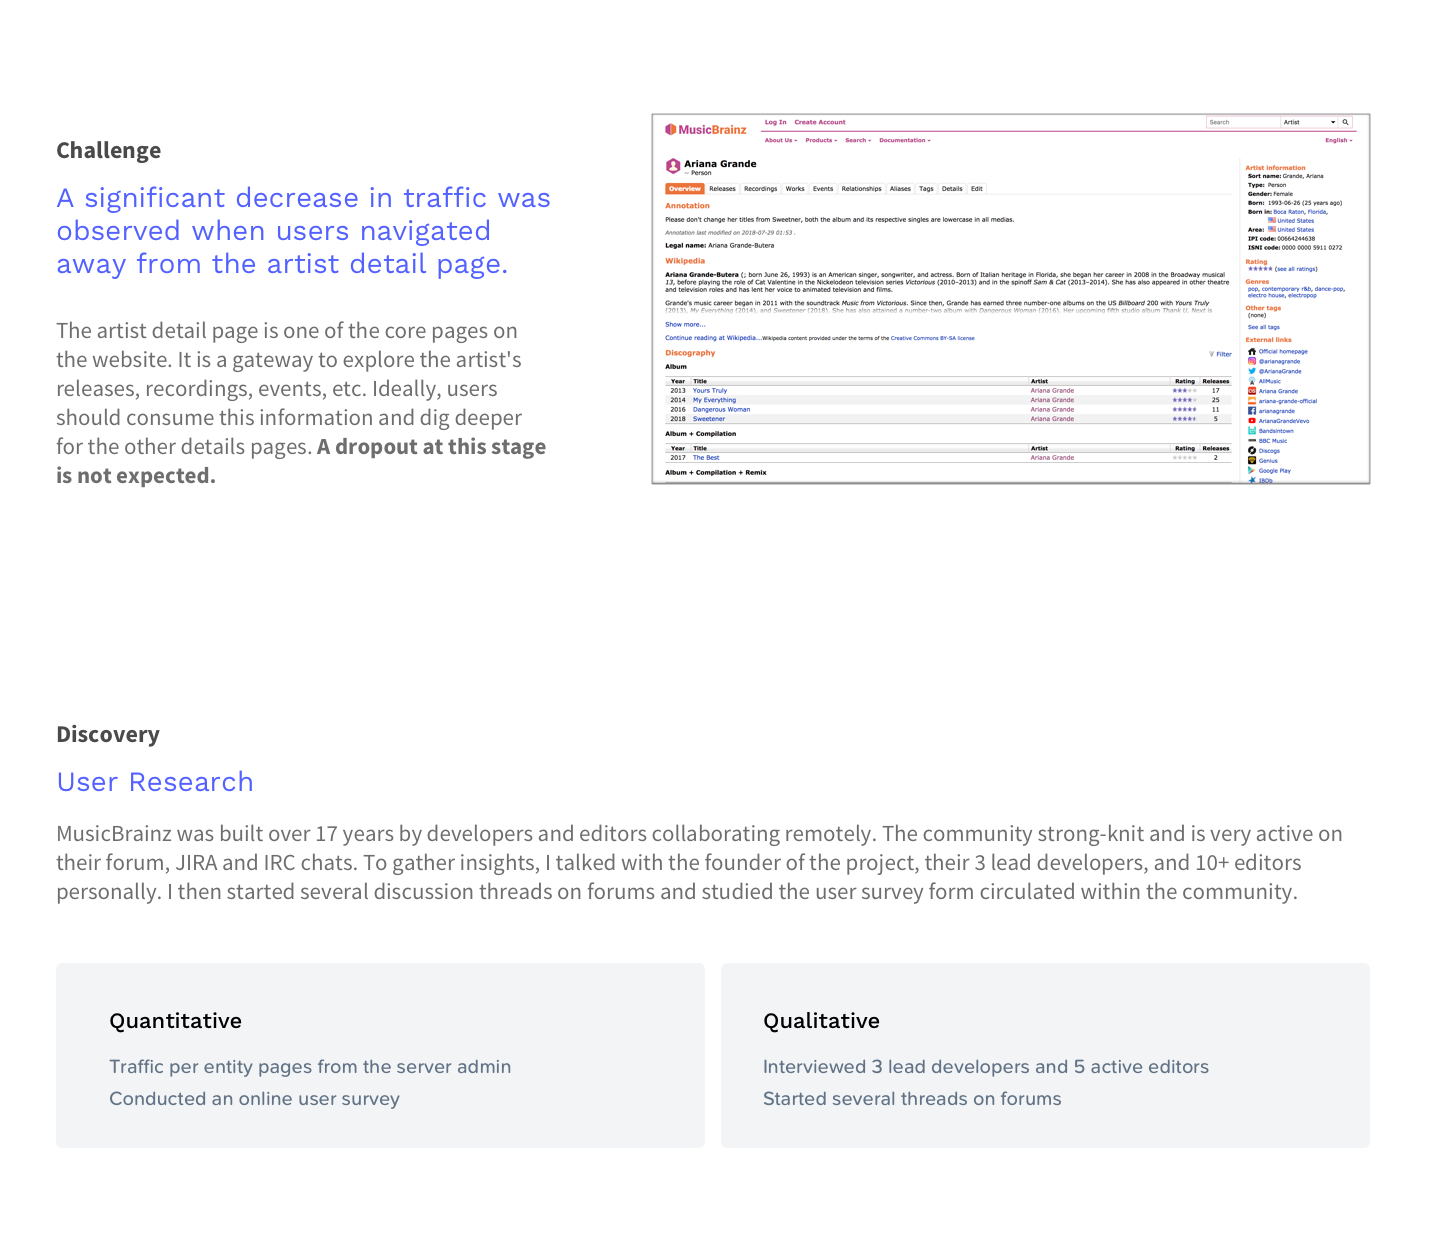 Challenge
A significant decrease in traffic was
observed when users navigated
away from the artist detail page.
The artist detail page is one of the core pages on
the website. It is a gateway to explore the artist's
releases, recordings, events, etc. Ideally, users
should consume this information and dig deeper
for the other details pages. A dropout at this stage
is not expected.
MusicBrainz
Log In Create Account
Search Artist
About Us Products Search Documentation English
Ariana Grande
— Person
Overview Releases Recordings Works Events Relationships Aliases Tags Details Edit
Annotation
Please don't change her titles from Sweetner, both the album and its respective singles are lowercase in all medias.
Annotation last modified on 2018-07-29 01:53 .
Legal name: Ariana Grande-Butera
Wikipedia
Ariana Grande-Butera (; born June 26, 1993) is an American singer, songwriter, and actress. Born of Italian heritage in Florida, she began her career in 2008 in the Broadway musical
13, before playing the role of Cat Valentine in the Nickelodeon television series Victorious (2010–2013) and in the spinoff Sam & Cat (2013–2014). She has also appeared in other theatre
and television roles and has lent her voice to animated television and films.
Grande's music career began in 2011 with the soundtrack Music from Victorious. Since then, Grande has earned three number-one albums on the US Billboard 200 with Yours Truly
(2013), My Everything (2014), and Sweetener (2018). She has also attained a number-two album with Dangerous Woman (2016). Her upcoming fifth studio album Thank U, Next is
Show more...
Continue reading at Wikipedia... Wikipedia content provided under the terms of the Creative Commons BY-SA license
Discography
Filter
Album
Year Title Artist Rating Releases
2013 Yours Truly Ariana Grande 17
2014 My Everything Ariana Grande 25
2016 Dangerous Woman Ariana Grande 11
2018 Sweetener Ariana Grande 5
Album + Compilation
Year Title Artist Rating Releases
2017 The Best Ariana Grande 2
Album + Compilation + Remix
Artist information
Sort name: Grande, Ariana
Type: Person
Gender: Female
Born: 1993-06-26 (25 years ago)
Born in: Boca Raton, Florida,
United States
Area: United States
IPI code: 00664244638
ISNI code: 0000 0000 5911 0272
Rating
(see all ratings)
Genres
pop, contemporary r&b, dance-pop,
electro house, electropop
Other tags
(none)
See all tags
External links
Official homepage
@arianagrande
@ArianaGrande
AllMusic
Ariana Grande
ariana-grande-official
arianagrande
ArianaGrandeVevo
Bandsintown
BBC Music
Discogs
Genius
Google Play
IBDb
Discovery
User Research
MusicBrainz was built over 17 years by developers and editors collaborating remotely. The community strong-knit and is very active on
their forum, JIRA and IRC chats. To gather insights, I talked with the founder of the project, their 3 lead developers, and 10+ editors
personally. I then started several discussion threads on forums and studied the user survey form circulated within the community.
Quantitative
Traffic per entity pages from the server admin
Conducted an online user survey
Qualitative
Interviewed 3 lead developers and 5 active editors
Started several threads on forums